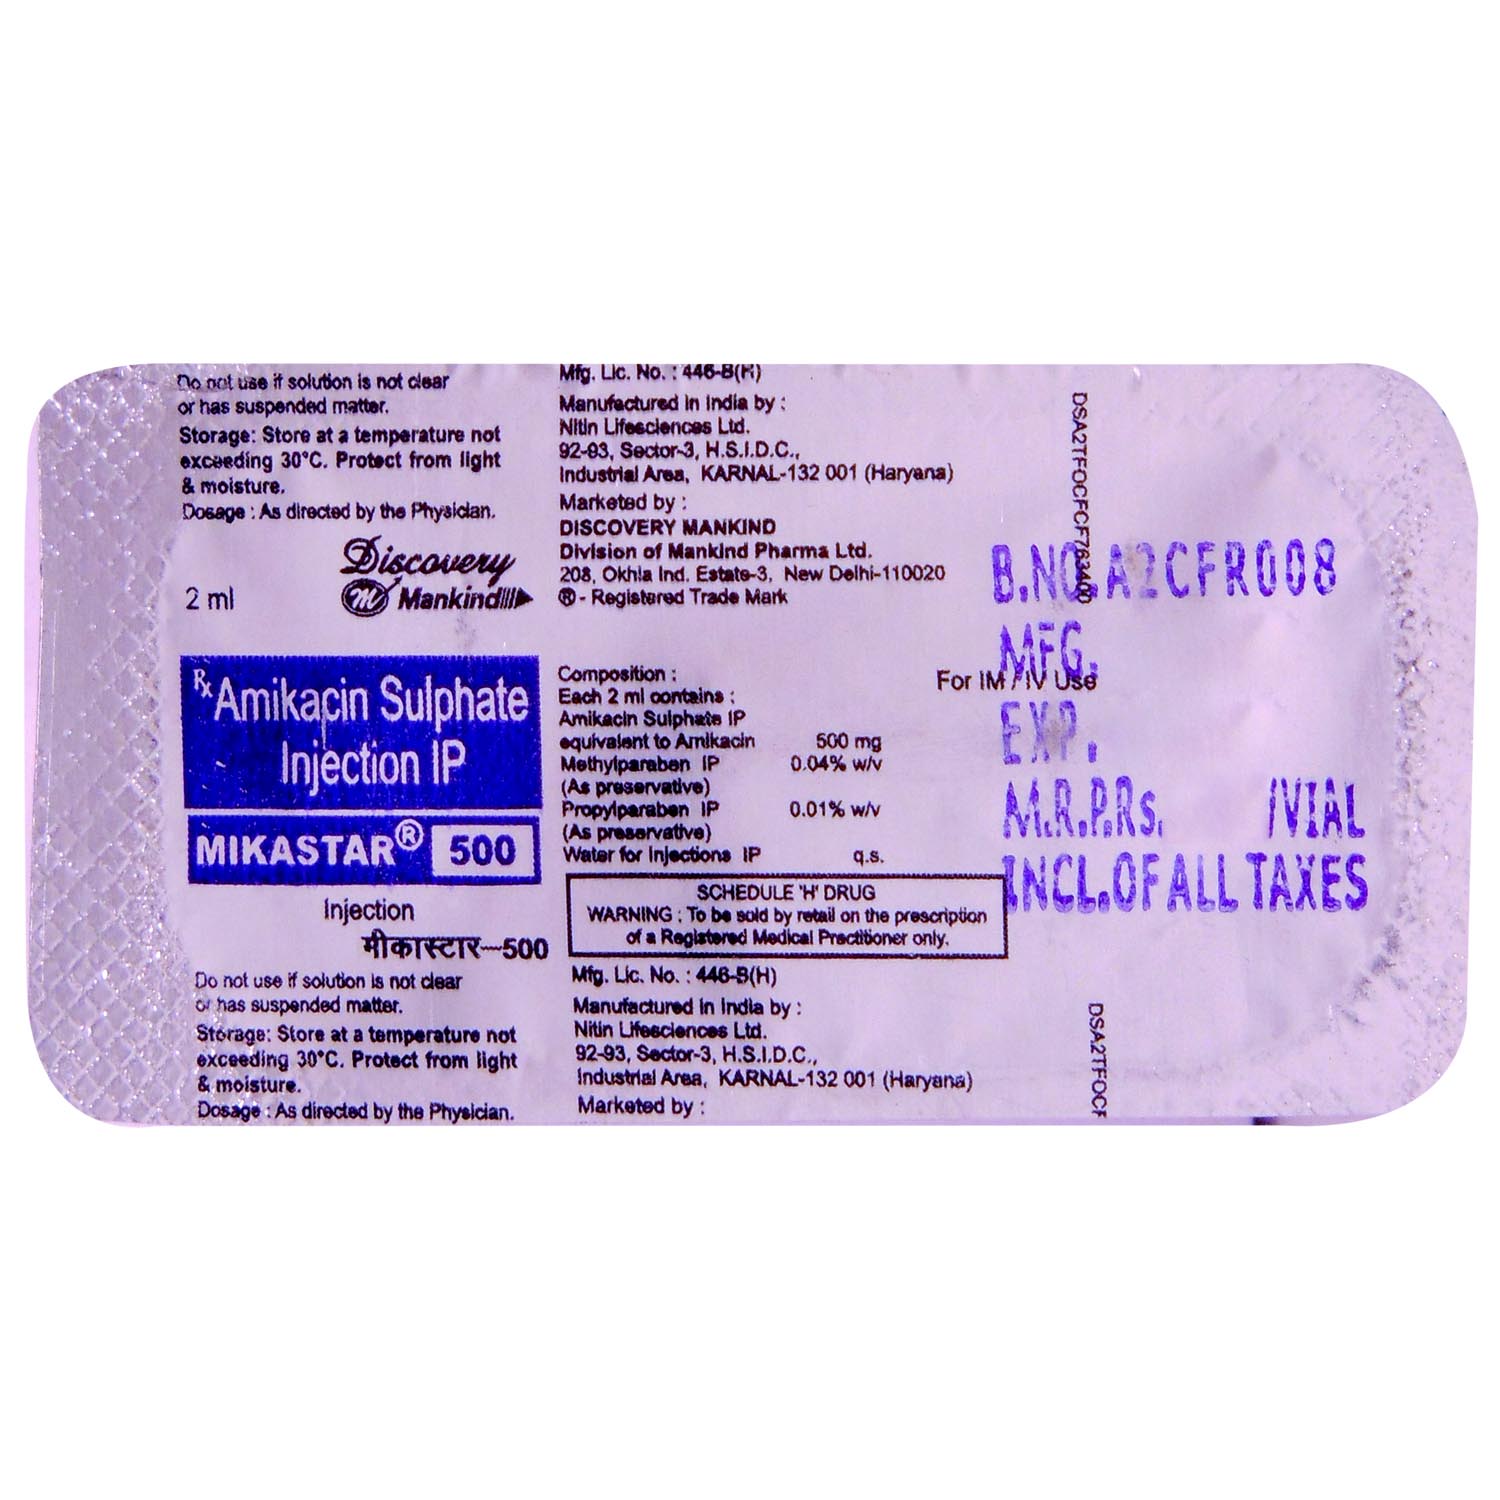 Do not use if solution is not clear
or has suspended matter.
Storage: Store at a temperature not
exceeding 30°C. Protect from light
& moisture.
Dosage : As directed by the Physician.
2 ml
Discovery
Mankind
Rx Amikacin Sulphate
Injection IP
MIKASTAR® 500
Injection
मीकास्टार—500
Do not use if solution is not clear
or has suspended matter.
Storage: Store at a temperature not
exceeding 30°C. Protect from light
& moisture.
Dosage : As directed by the Physician.
Mfg. Lic. No. : 446-B(H)
Manufactured in India by :
Nitin Lifesciences Ltd.
92-93, Sector-3, H.S.I.D.C.,
Industrial Area, KARNAL-132 001 (Haryana)
Marketed by :
DISCOVERY MANKIND
Division of Mankind Pharma Ltd.
208, Okhla Ind. Estate-3, New Delhi-110020
® - Registered Trade Mark
Composition :
Each 2 ml contains :
Amikacin Sulphate IP
equivalent to Amikacin 500 mg
Methylparaben IP 0.04% w/v
(As preservative)
Propylparaben IP 0.01% w/v
(As preservative)
Water for Injections IP q.s.
SCHEDULE 'H' DRUG
WARNING : To be sold by retail on the prescription
of a Registered Medical Practitioner only.
Mfg. Lic. No. : 446-B(H)
Manufactured in India by :
Nitin Lifesciences Ltd.
92-93, Sector-3, H.S.I.D.C.,
Industrial Area, KARNAL-132 001 (Haryana)
Marketed by :
For IM / IV Use
B.NO.A2CFR008
MFG.
EXP.
M.R.P.Rs. /VIAL
INCL.OF ALL TAXES